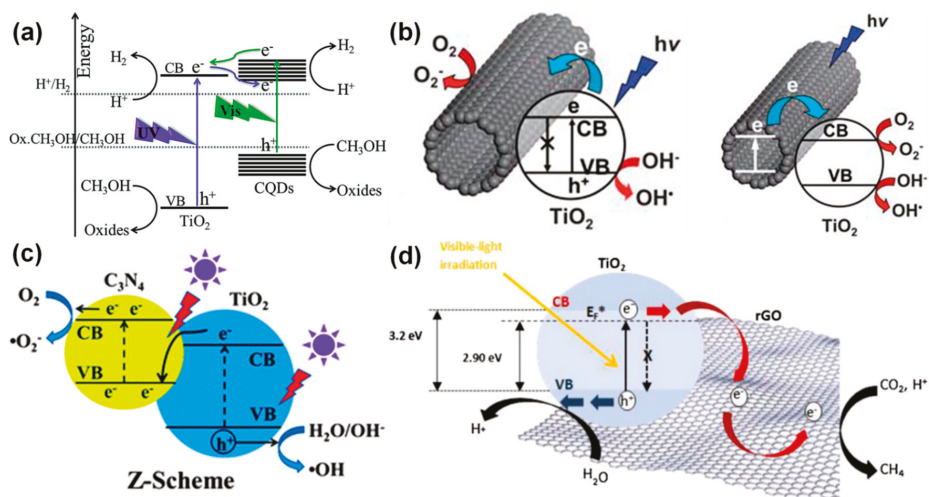 (a)
Energy
H⁺/H₂
Ox.CH₃OH/CH₃OH
H₂
H⁺
CB
e⁻
e⁻
e⁻
H₂
H⁺
UV
Vis
h⁺
CH₃OH
Oxides
CQDs
CH₃OH
Oxides
VB
h⁺
TiO₂
(b)
O₂
O₂⁻
e
hν
e
CB
VB
h⁺
OH⁻
OH•
TiO₂
hν
e
e
CB
VB
O₂
O₂⁻
OH⁻
OH•
TiO₂
(c)
C₃N₄
TiO₂
O₂
•O₂⁻
e⁻ e⁻
CB
VB
e⁻ e⁻
e⁻
CB
VB
h⁺
H₂O/OH⁻
•OH
Z-Scheme
(d)
Visible-light
irradiation
TiO₂
CB
E_F*
e⁻
rGO
3.2 eV
2.90 eV
X
VB
h⁺
H⁺
H₂O
e⁻
e⁻
CO₂, H⁺
CH₄